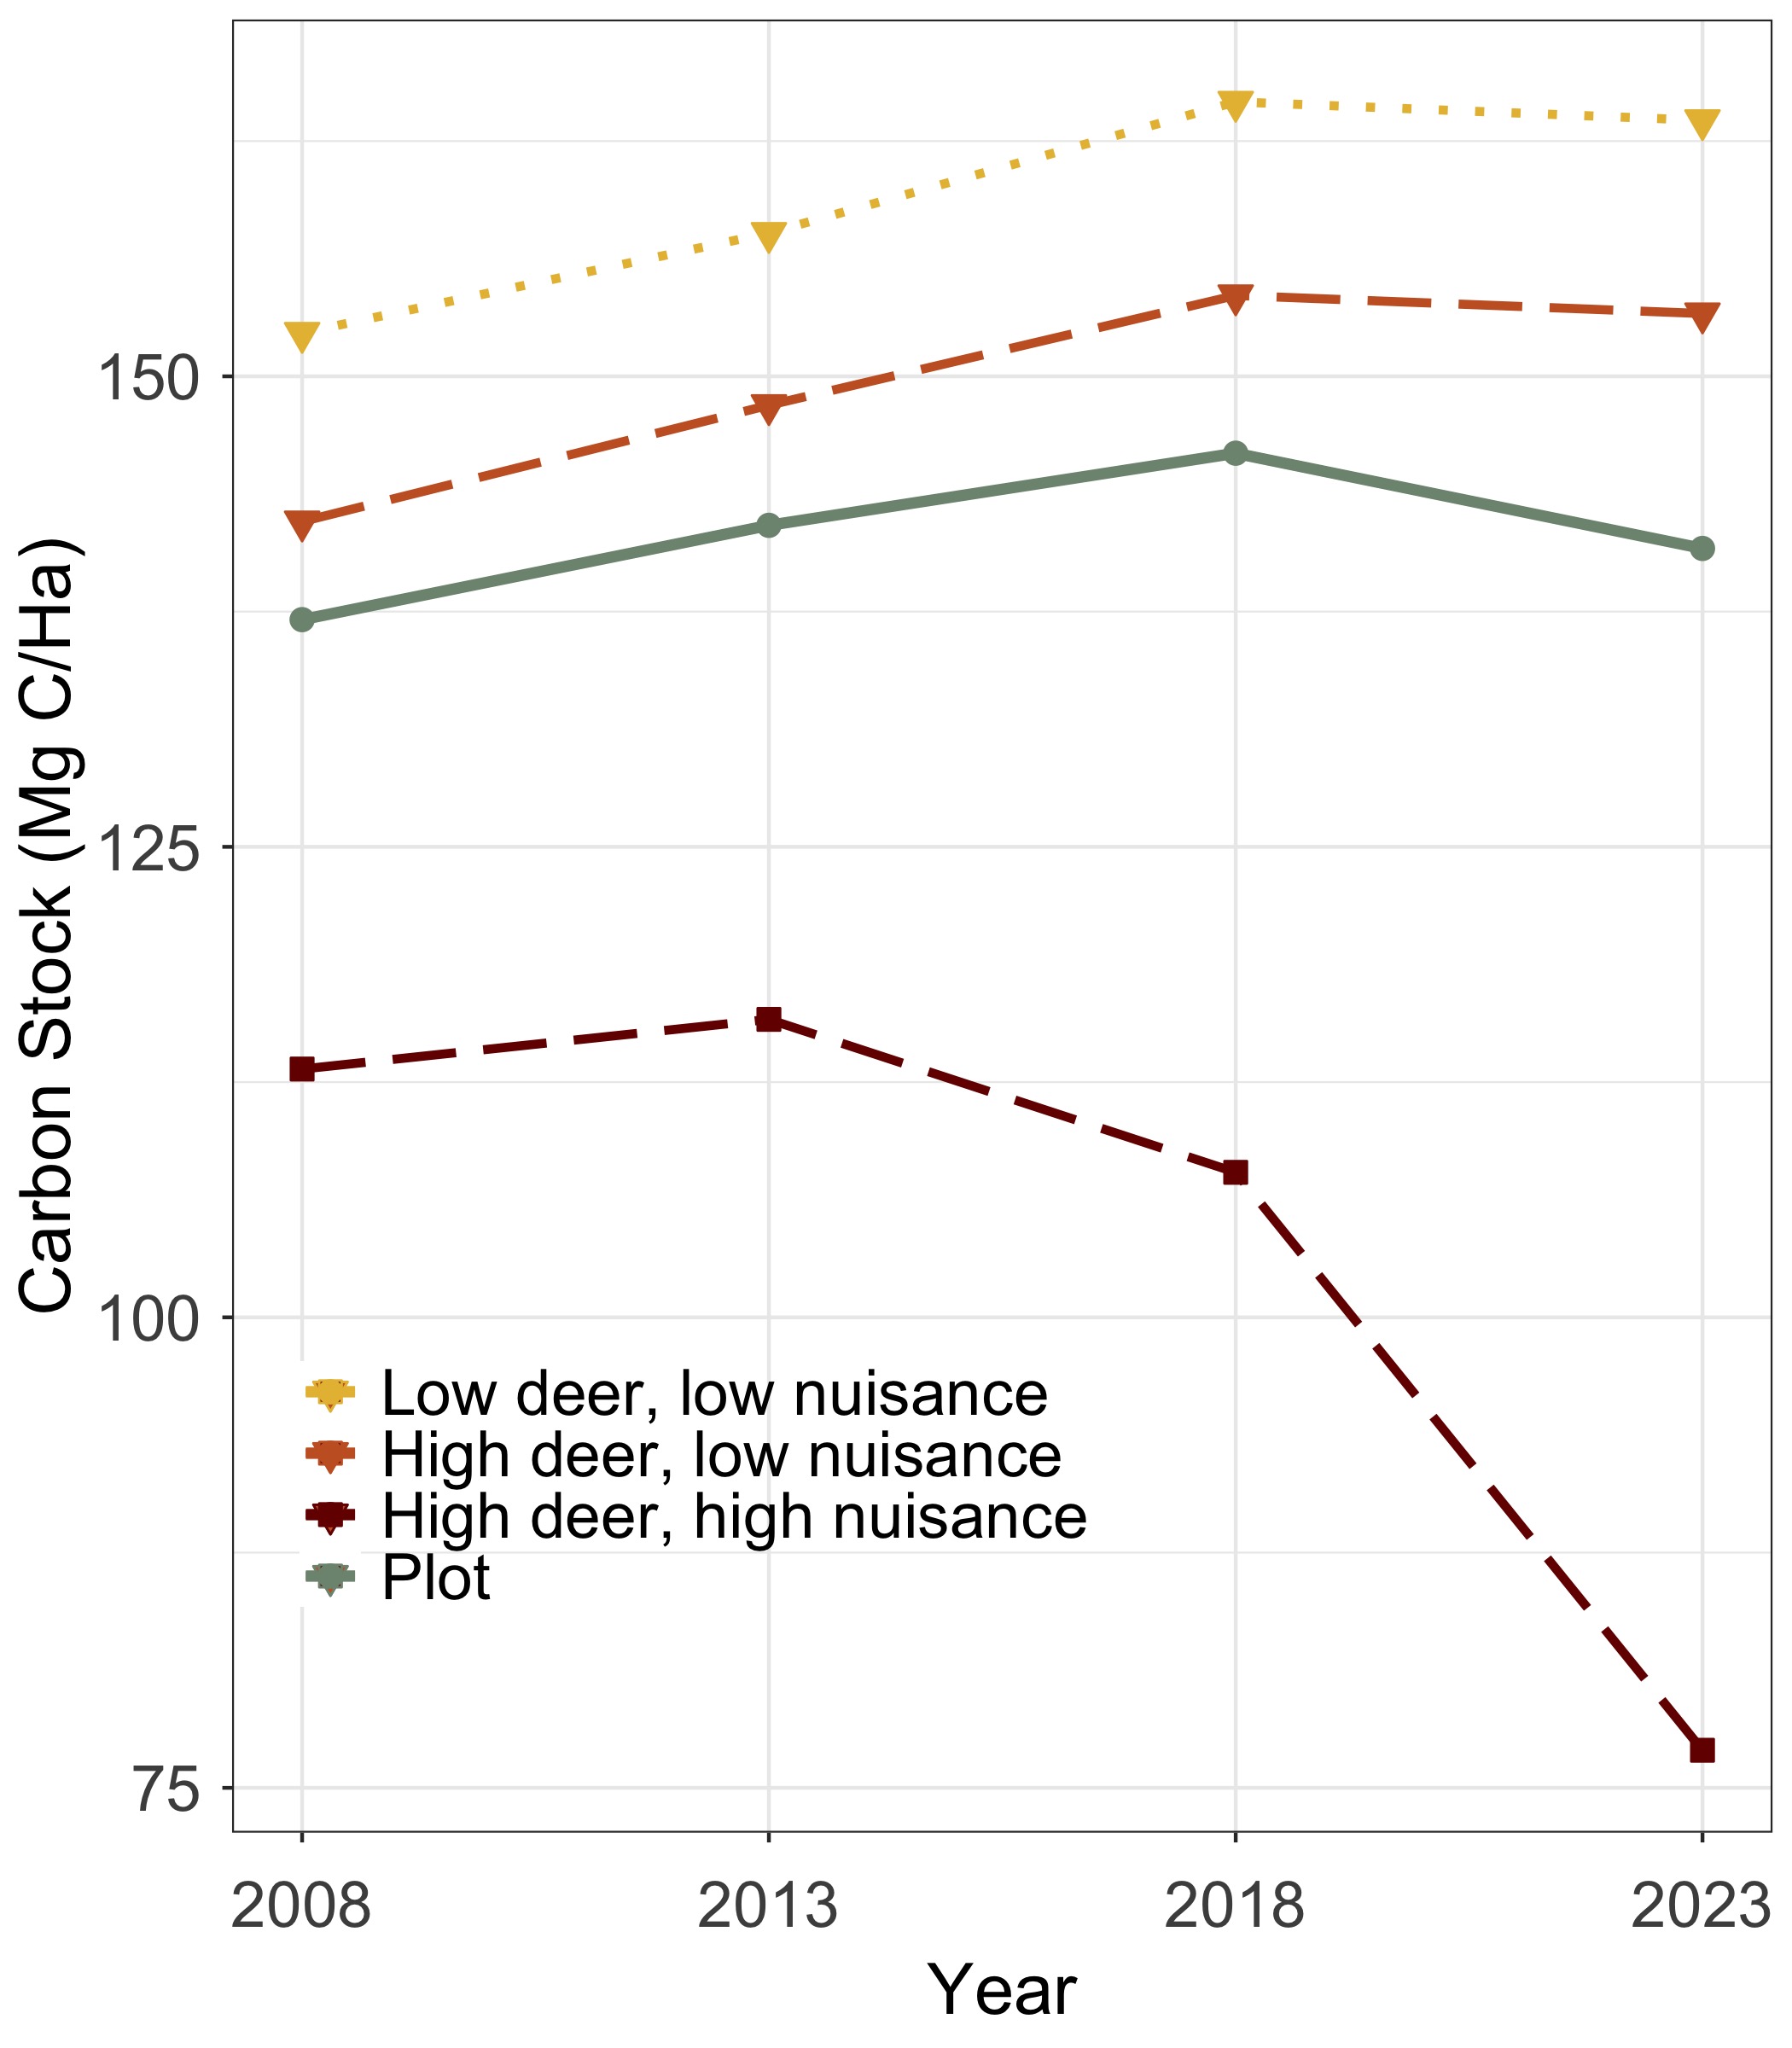 Carbon Stock (Mg C/Ha)
150
125
100
75
Low deer, low nuisance
High deer, low nuisance
High deer, high nuisance
Plot
2008
2013
2018
2023
Year